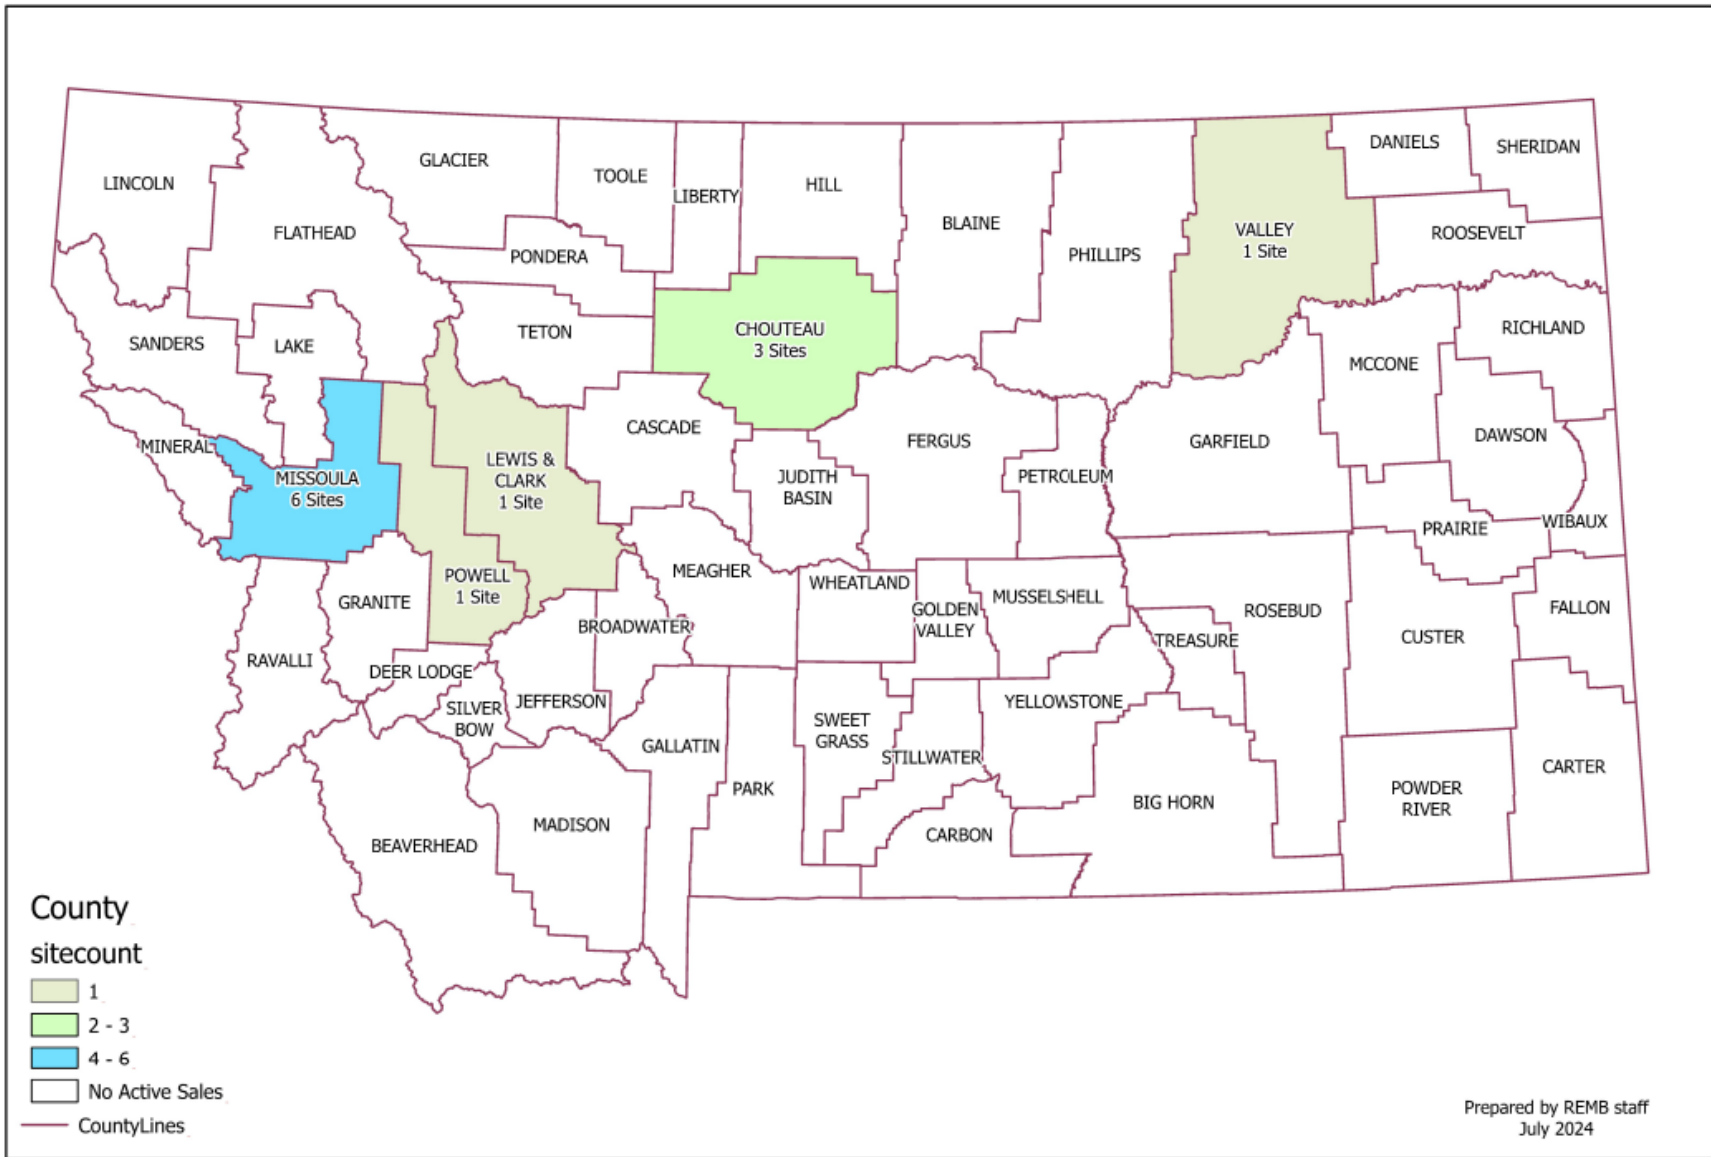 LINCOLN
FLATHEAD
GLACIER
TOOLE
LIBERTY
HILL
BLAINE
PHILLIPS
VALLEY
1 Site
DANIELS
SHERIDAN
ROOSEVELT
PONDERA
TETON
CHOUTEAU
3 Sites
SANDERS
LAKE
RICHLAND
MCCONE
MINERAL
MISSOULA
6 Sites
LEWIS &
CLARK
1 Site
CASCADE
JUDITH
BASIN
FERGUS
PETROLEUM
GARFIELD
DAWSON
PRAIRIE
WIBAUX
POWELL
1 Site
GRANITE
RAVALLI
DEER LODGE
SILVER
BOW
JEFFERSON
BROADWATER
MEAGHER
WHEATLAND
GOLDEN
VALLEY
MUSSELSHELL
TREASURE
ROSEBUD
CUSTER
FALLON
YELLOWSTONE
SWEET
GRASS
STILLWATER
GALLATIN
PARK
MADISON
BEAVERHEAD
CARBON
BIG HORN
POWDER
RIVER
CARTER
County
sitecount
1
2 - 3
4 - 6
No Active Sales
CountyLines
Prepared by REMB staff
July 2024